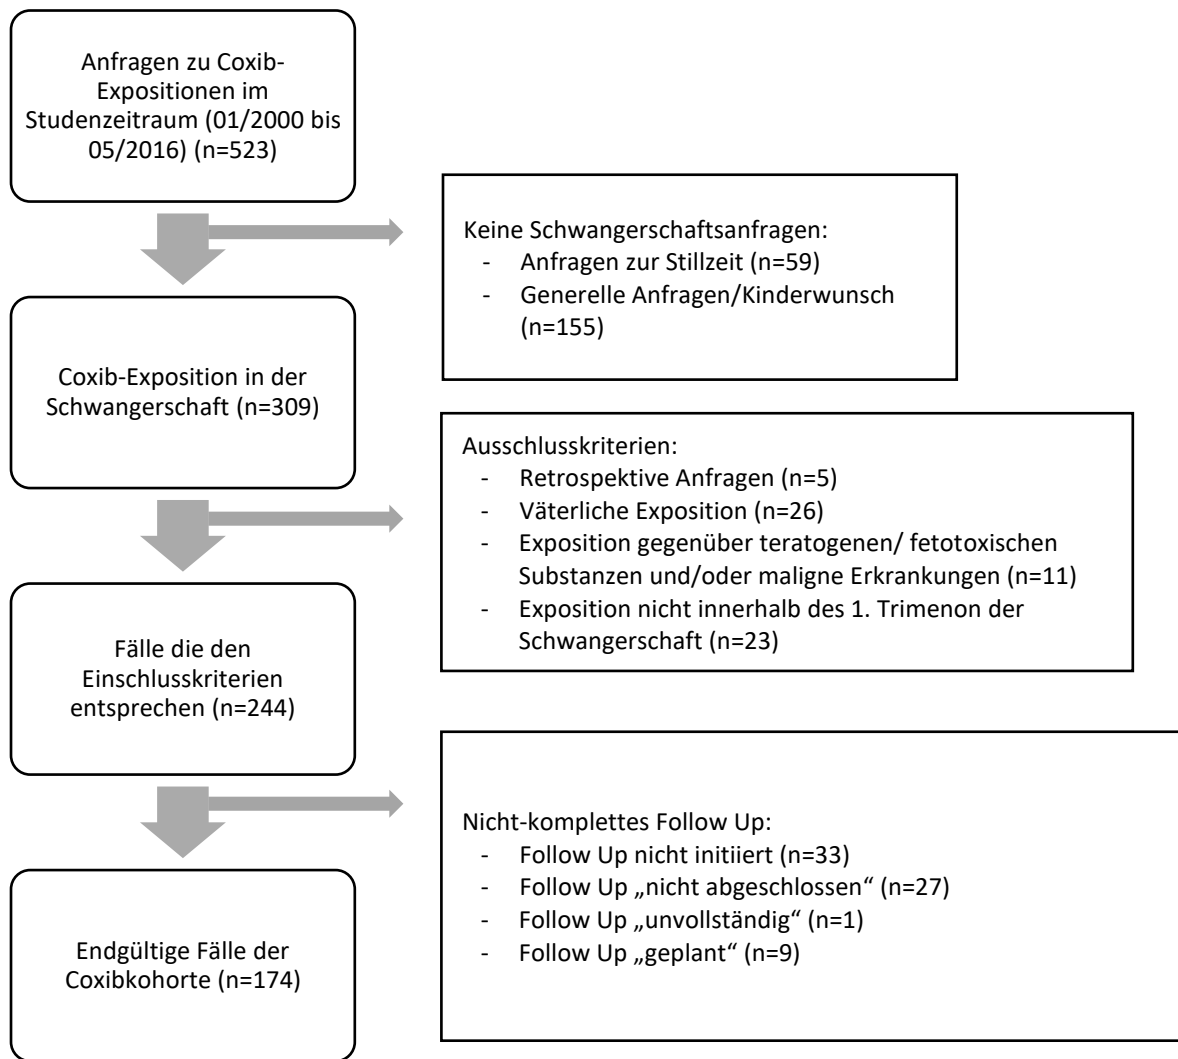 Anfragen zu Coxib-
Expositionen im
Studenzeitraum (01/2000 bis
05/2016) (n=523)
Keine Schwangerschaftsanfragen:
- Anfragen zur Stillzeit (n=59)
- Generelle Anfragen/Kinderwunsch
(n=155)
Coxib-Exposition in der
Schwangerschaft (n=309)
Ausschlusskriterien:
- Retrospektive Anfragen (n=5)
- Väterliche Exposition (n=26)
- Exposition gegenüber teratogenen/ fetotoxischen
Substanzen und/oder maligne Erkrankungen (n=11)
- Exposition nicht innerhalb des 1. Trimenon der
Schwangerschaft (n=23)
Fälle die den
Einschlusskriterien
entsprechen (n=244)
Nicht-komplettes Follow Up:
- Follow Up nicht initiiert (n=33)
- Follow Up „nicht abgeschlossen“ (n=27)
- Follow Up „unvollständig“ (n=1)
- Follow Up „geplant“ (n=9)
Endgültige Fälle der
Coxibkohorte (n=174)